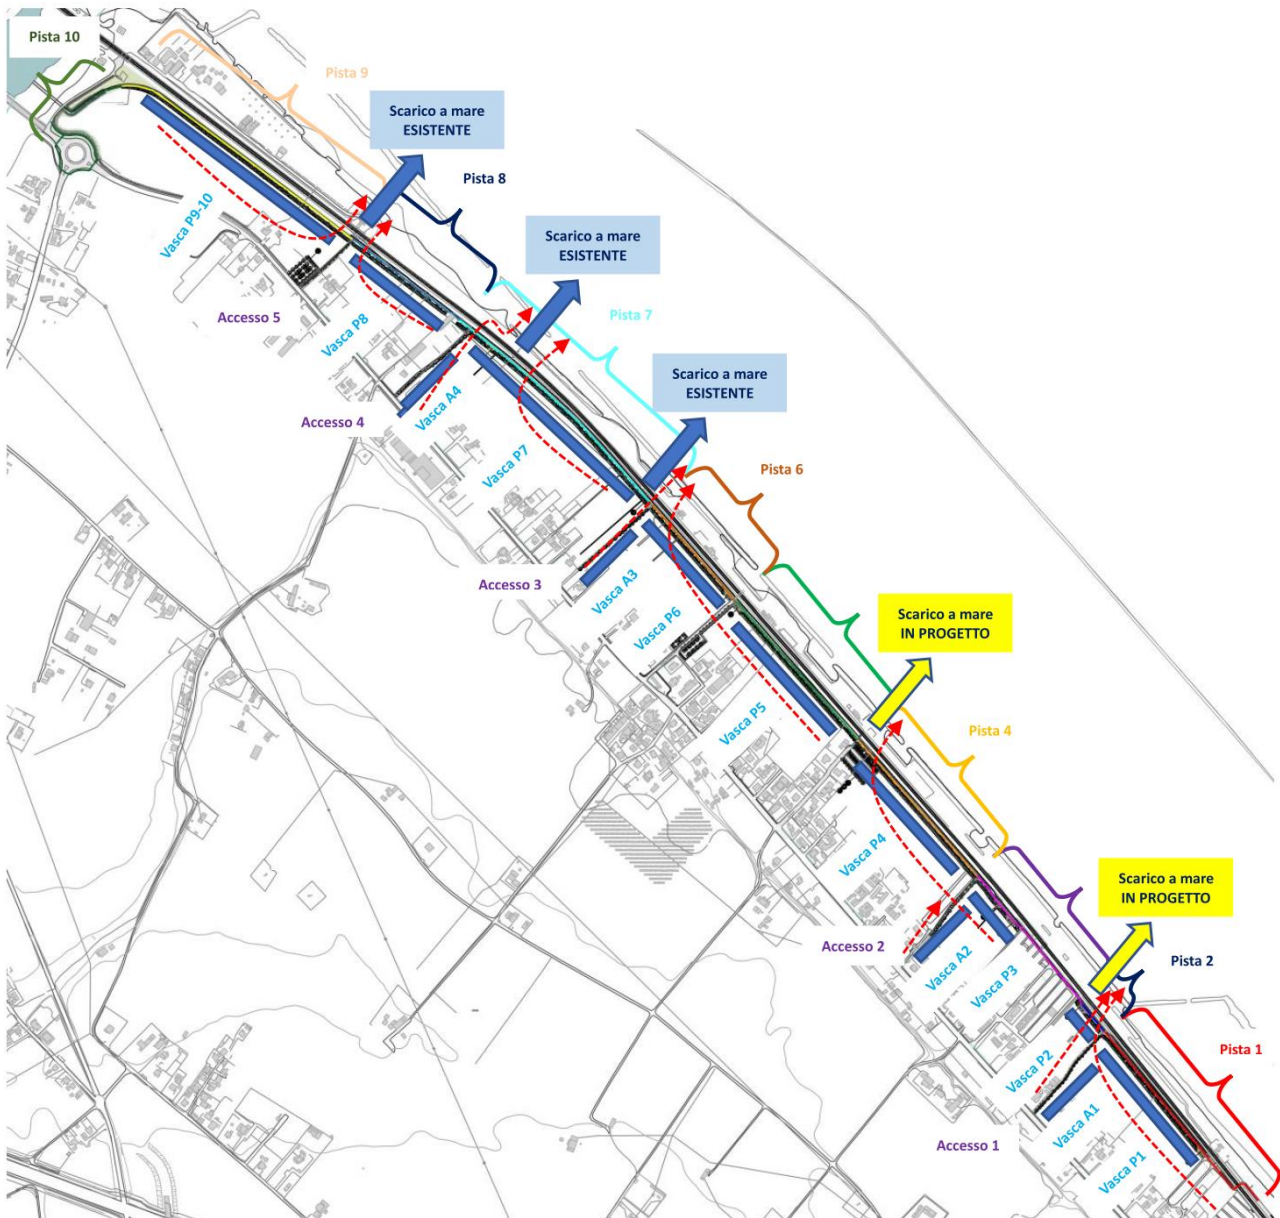 Pista 10
Pista 9
Scarico a mare
ESISTENTE
Pista 8
Scarico a mare
ESISTENTE
Vasca P9-10
Accesso 5
Vasca P8
Pista 7
Scarico a mare
ESISTENTE
Accesso 4
Vasca A4
Vasca P7
Pista 6
Accesso 3
Vasca A3
Vasca P6
Scarico a mare
IN PROGETTO
Vasca P5
Pista 4
Vasca P4
Scarico a mare
IN PROGETTO
Accesso 2
Vasca A2
Vasca P3
Pista 2
Vasca P2
Pista 1
Accesso 1
Vasca A1
Vasca P1